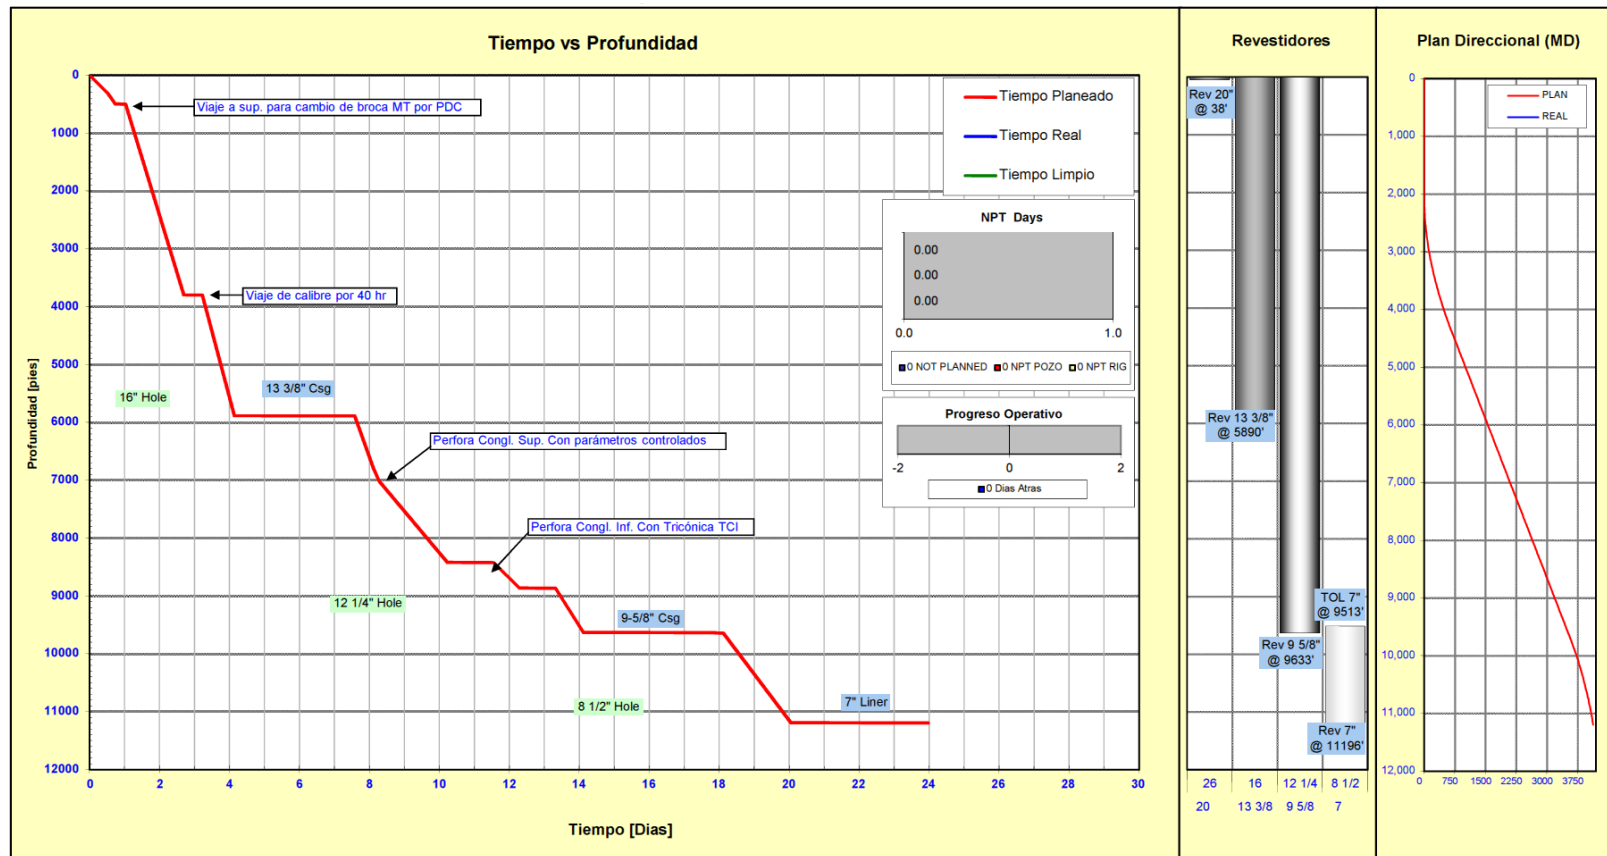 Tiempo vs Profundidad
Profundidad [pies]
0
1000
2000
3000
4000
5000
6000
7000
8000
9000
10000
11000
12000
0 2 4 6 8 10 12 14 16 18 20 22 24 26 28 30
Tiempo [Dias]
Viaje a sup. para cambio de broca MT por PDC
Viaje de calibre por 40 hr
16" Hole
13 3/8" Csg
Perfora Congl. Sup. Con parámetros controlados
Perfora Congl. Inf. Con Tricónica TCI
12 1/4" Hole
9-5/8" Csg
8 1/2" Hole
7" Liner
Tiempo Planeado
Tiempo Real
Tiempo Limpio
NPT Days
0.00
0.00
0.00
0.0 1.0
0 NOT PLANNED 0 NPT POZO 0 NPT RIG
Progreso Operativo
-2 0 2
0 Dias Atras
Revestidores
Rev 20"
@ 38'
Rev 13 3/8"
@ 5890'
Rev 9 5/8"
@ 9633'
TOL 7"
@ 9513'
Rev 7"
@ 11196'
26 16 12 1/4 8 1/2
20 13 3/8 9 5/8 7
Plan Direccional (MD)
PLAN
REAL
0
1,000
2,000
3,000
4,000
5,000
6,000
7,000
8,000
9,000
10,000
11,000
12,000
0 750 1500 2250 3000 3750